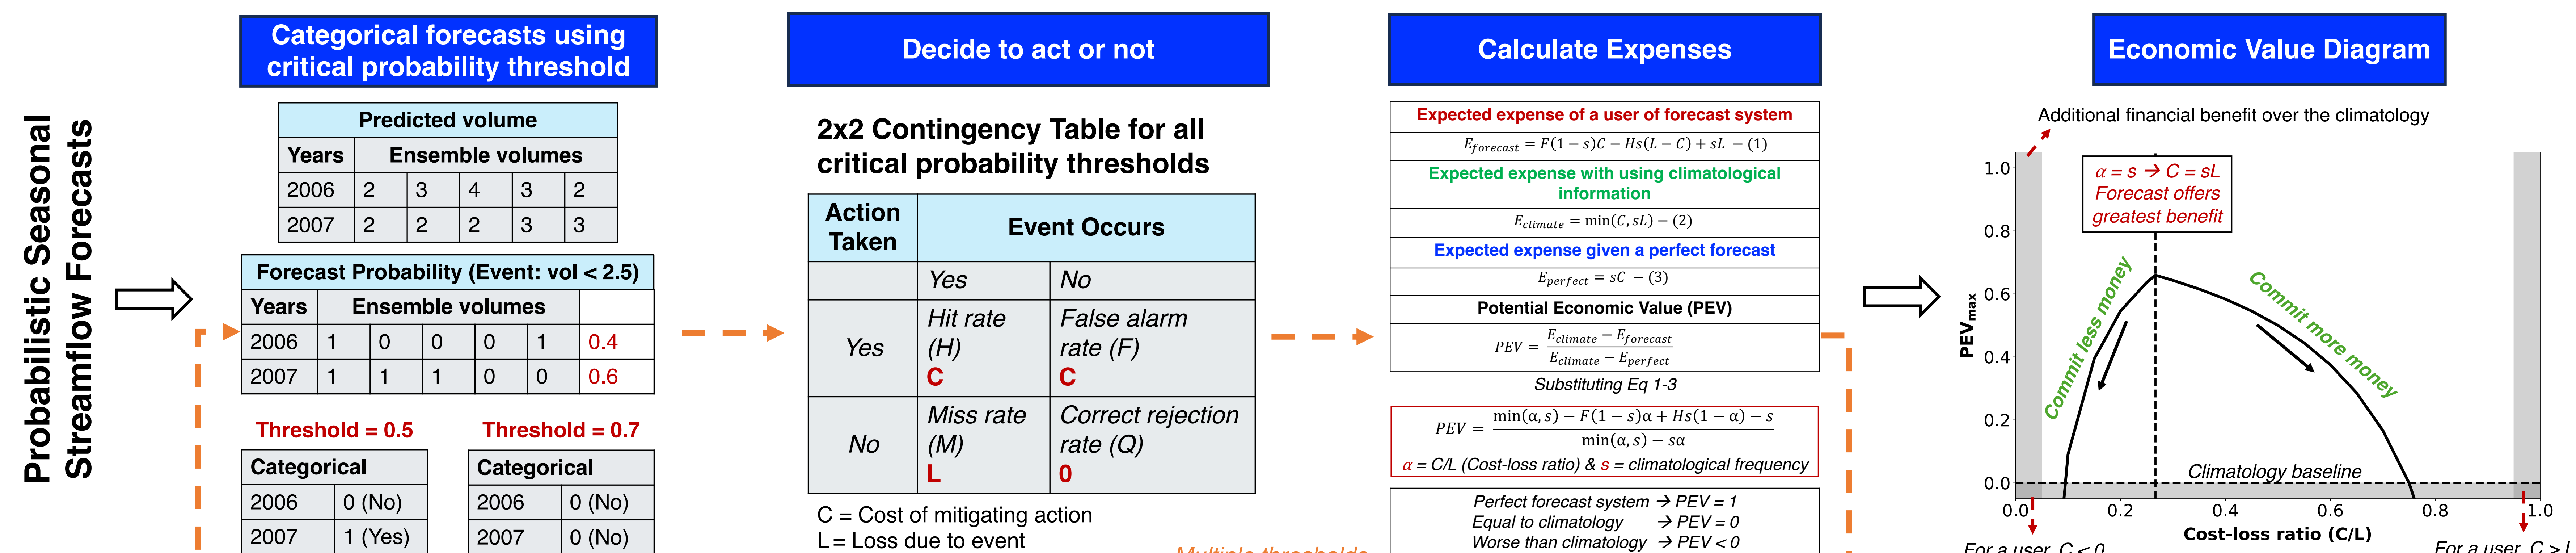 Probabilistic Seasonal
Streamflow Forecasts
Categorical forecasts using
critical probability threshold
Predicted volume
Years Ensemble volumes
2006 2 3 4 3 2
2007 2 2 2 3 3
Forecast Probability (Event: vol < 2.5)
Years Ensemble volumes
2006 1 0 0 0 1 0.4
2007 1 1 1 0 0 0.6
Threshold = 0.5 Threshold = 0.7
Categorical Categorical
2006 0 (No) 2006 0 (No)
2007 1 (Yes) 2007 0 (No)
Decide to act or not
2x2 Contingency Table for all
critical probability thresholds
Action
Taken
Event Occurs
Yes No
Yes
Hit rate
(H)
C
False alarm
rate (F)
C
No
Miss rate
(M)
L
Correct rejection
rate (Q)
0
C = Cost of mitigating action
L = Loss due to event
Multiple thresholds
Calculate Expenses
Expected expense of a user of forecast system
E_forecast = F(1 − s)C − Hs(L − C) + sL − (1)
Expected expense with using climatological
information
E_climate = min(C, sL) − (2)
Expected expense given a perfect forecast
E_perfect = sC − (3)
Potential Economic Value (PEV)
PEV = (E_climate − E_forecast) / (E_climate − E_perfect)
Substituting Eq 1-3
PEV = (min(α, s) − F(1 − s)α + Hs(1 − α) − s) / (min(α, s) − sα)
α = C/L (Cost-loss ratio) & s = climatological frequency
Perfect forecast system → PEV = 1
Equal to climatology → PEV = 0
Worse than climatology → PEV < 0
Economic Value Diagram
Additional financial benefit over the climatology
α = s → C = sL
Forecast offers
greatest benefit
Commit less money
Commit more money
Climatology baseline
PEVmax
1.0
0.8
0.6
0.4
0.2
0.0
0.0 0.2 0.4 0.6 0.8 1.0
Cost-loss ratio (C/L)
For a user, C < 0
For a user, C > L